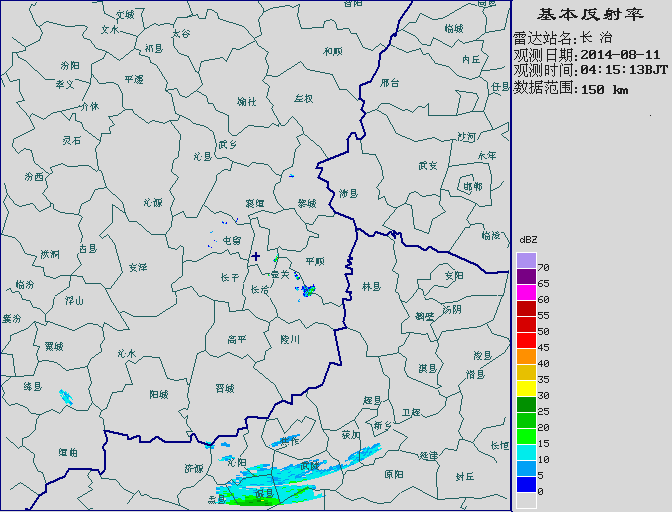 基本反射率
雷达站名:长 治
观测日期:2014-08-11
观测时间:04:15:13BJT
数据范围:150 km
dBZ
70
65
60
55
50
45
40
35
30
25
20
15
10
5
0
文城
太谷
昔阳
临城
文水
祁县
和顺
内丘
汾阳
平遥
邢台
任县
孝义
介休
榆社
左权
灵石
武乡
沙河
沁县
永年
武安
汾西
邯郸
沁源
襄垣
黎城
涉县
屯留
临漳
洪洞
古县
安泽
平顺
长子
壶关
安阳
临汾
长治
林县
浮山
汤阴
襄汾
鹤壁
翼城
高平
陵川
沁水
浚县
淇县
绛县
阳城
晋城
滑县
辉县
卫辉
新乡
获加
焦作
长恒
垣曲
延津
济源
沁阳
武陟
原阳
封丘
孟县
温县